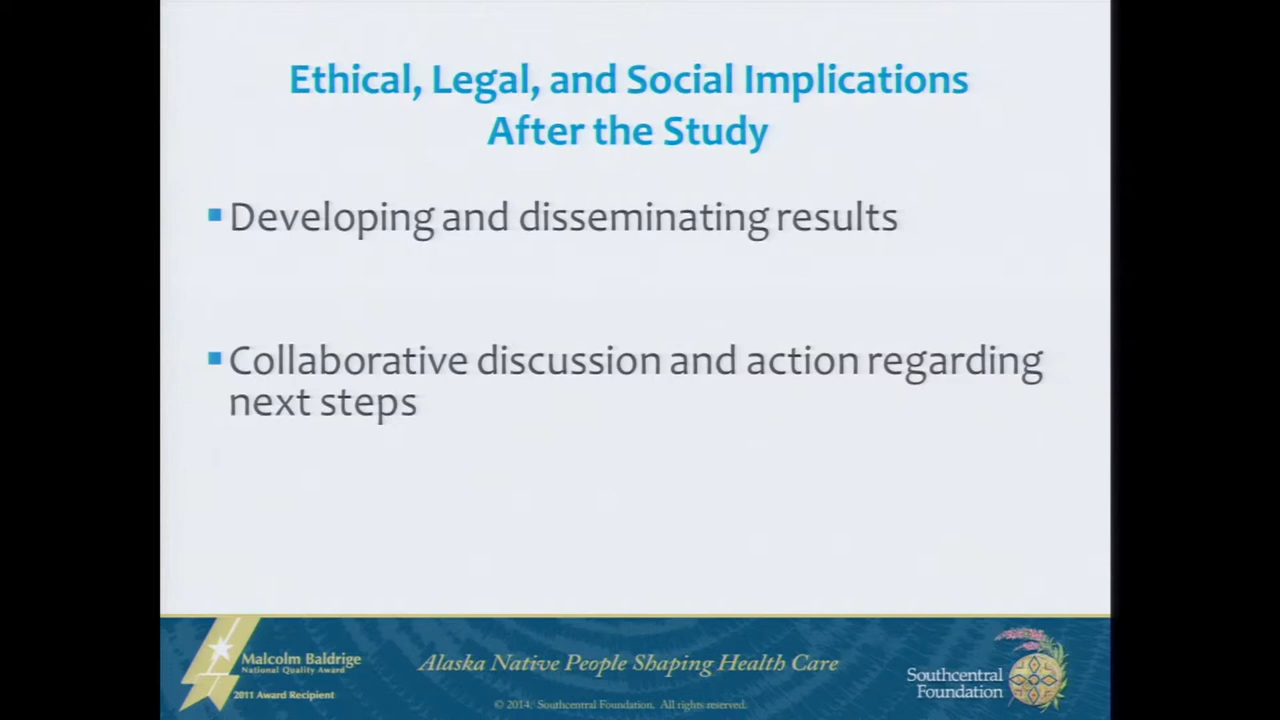 Ethical, Legal, and Social Implications
After the Study
Developing and disseminating results
Collaborative discussion and action regarding
next steps
Malcolm Baldrige
National Quality Award
2011 Award Recipient
Alaska Native People Shaping Health Care
© 2014. Southcentral Foundation. All rights reserved.
Southcentral
Foundation